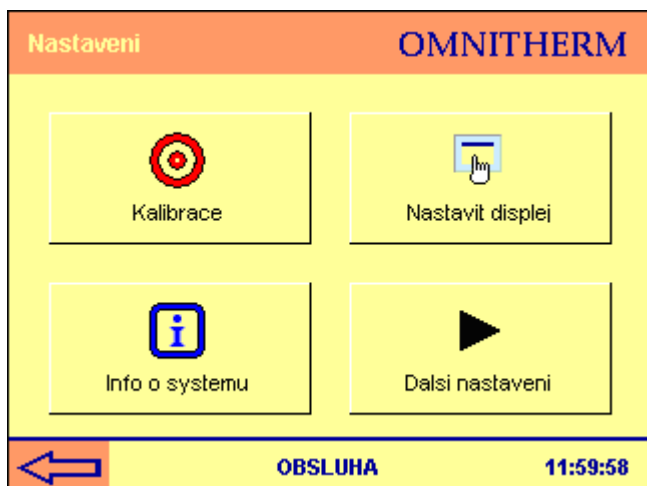 Nastaveni
OMNITHERM
Kalibrace
Nastavit displej
i
Info o systemu
Dalsi nastaveni
OBSLUHA
11:59:58